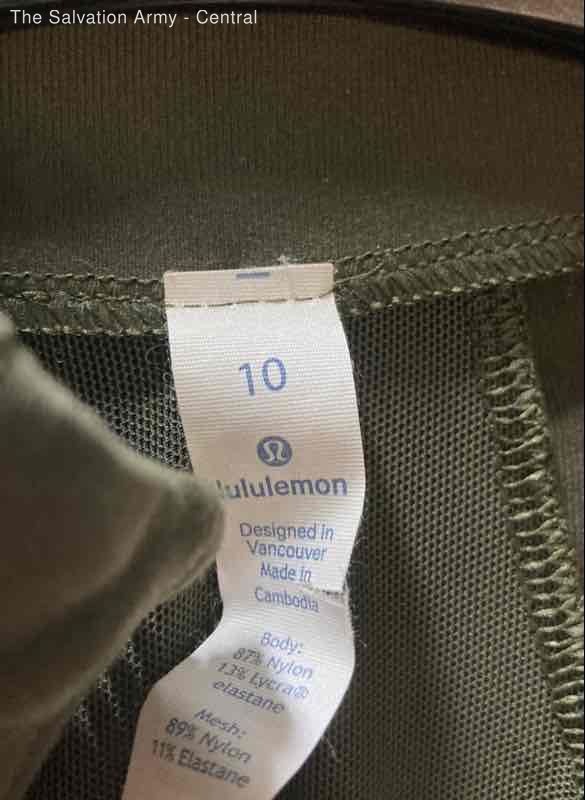 The Salvation Army - Central
10
lululemon
Designed in
Vancouver
Made in
Cambodia
Body:
87% Nylon
13% Lycra®
elastane
Mesh:
89% Nylon
11% Elastane